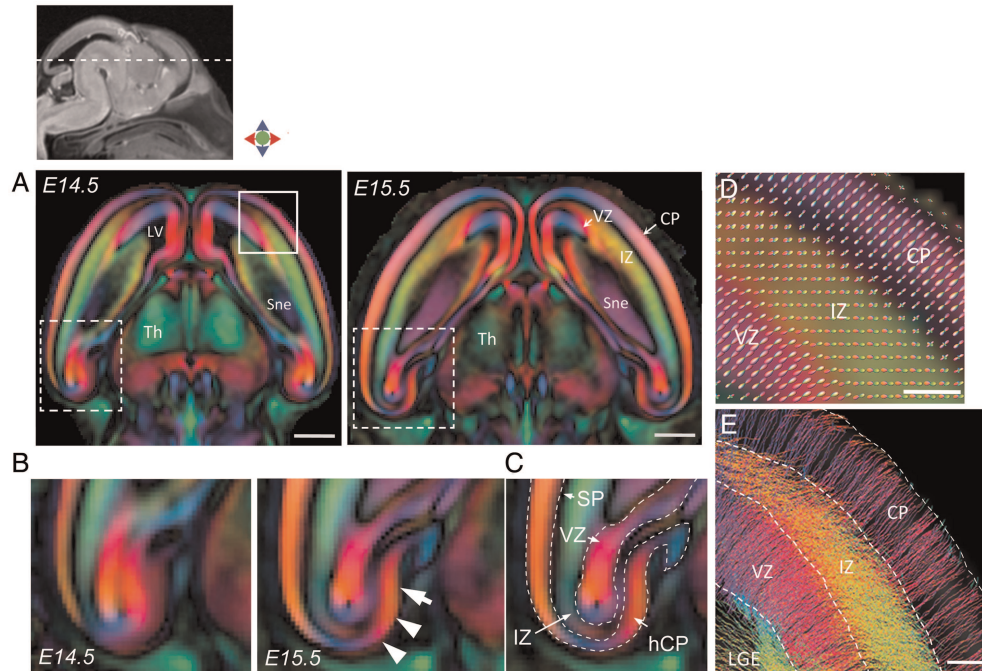 A
E14.5
LV
Sne
Th
E15.5
VZ
CP
IZ
Sne
Th
B
E14.5
E15.5
C
SP
VZ
IZ
hCP
D
CP
IZ
VZ
E
CP
VZ
IZ
LGE